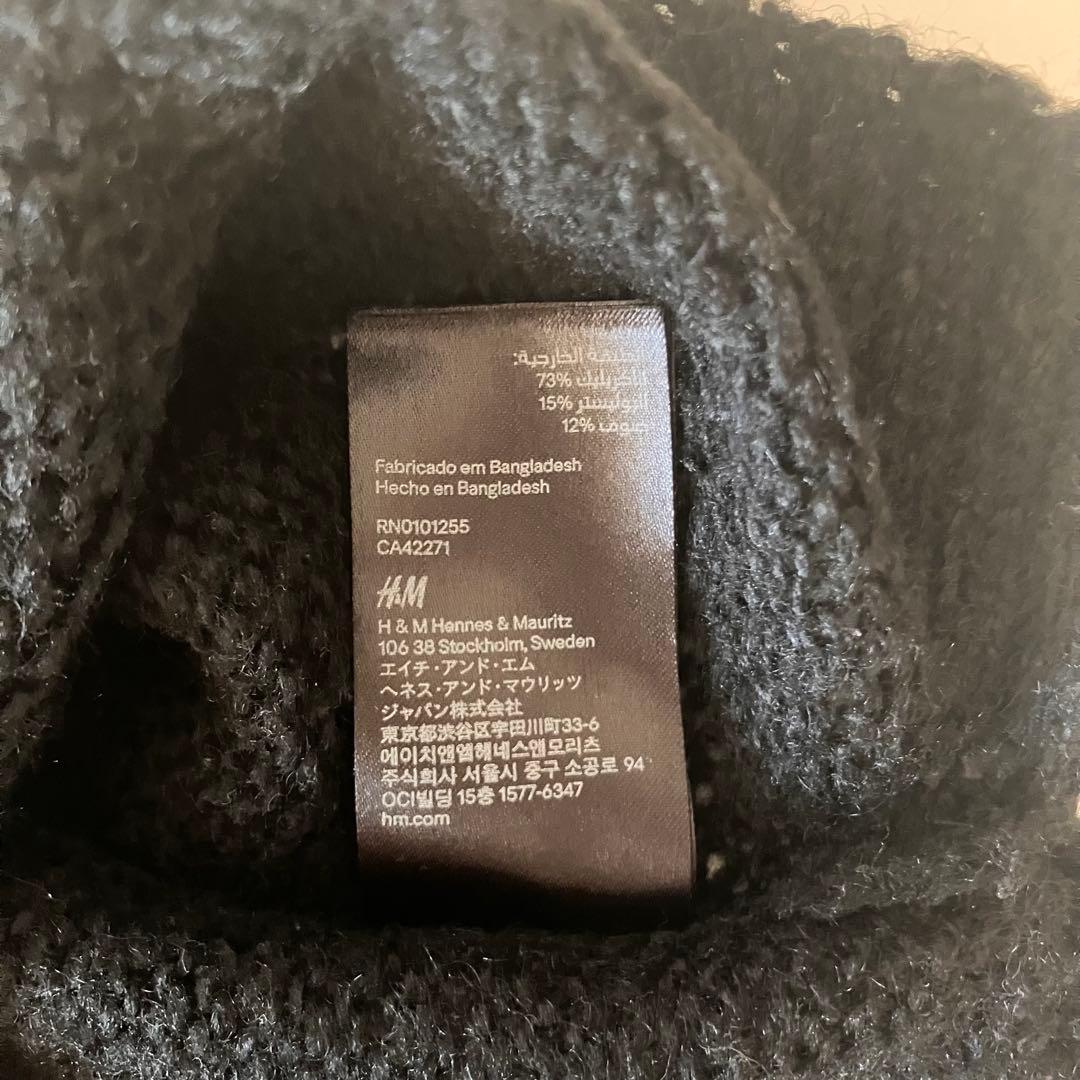 الخارجية:
73% أكريليك
15% بوليستر
12% صوف
Fabricado em Bangladesh
Hecho en Bangladesh
RN0101255
CA42271
H&M
H & M Hennes & Mauritz
106 38 Stockholm, Sweden
エイチ・アンド・エム
ヘネス・アンド・マウリッツ
ジャパン株式会社
東京都渋谷区宇田川町33-6
에이치앤엠헤네스앤모리츠
주식회사 서울시 중구 소공로 94
OCI빌딩 15층 1577-6347
hm.com